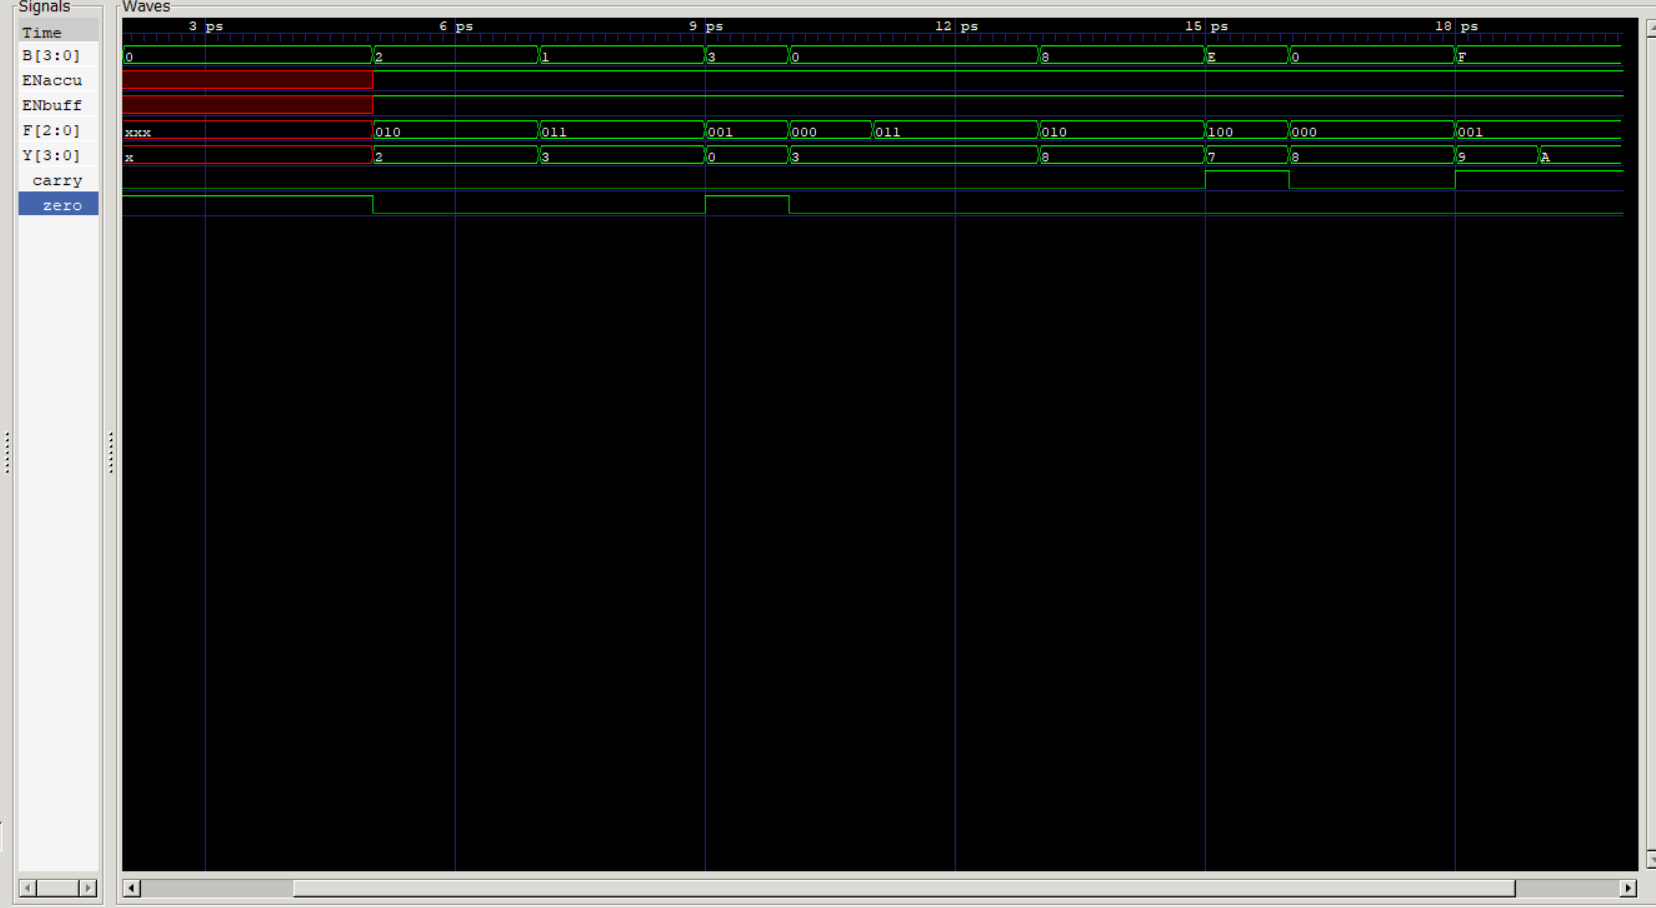 Signals Waves
Time 3 ps 6 ps 9 ps 12 ps 15 ps 18 ps
B[3:0] 0 2 1 3 0 8 E 0 F
ENaccu
ENbuff
F[2:0] xxx 010 011 001 000 011 010 100 000 001
Y[3:0] x 2 3 0 3 8 7 8 9 A
carry
zero